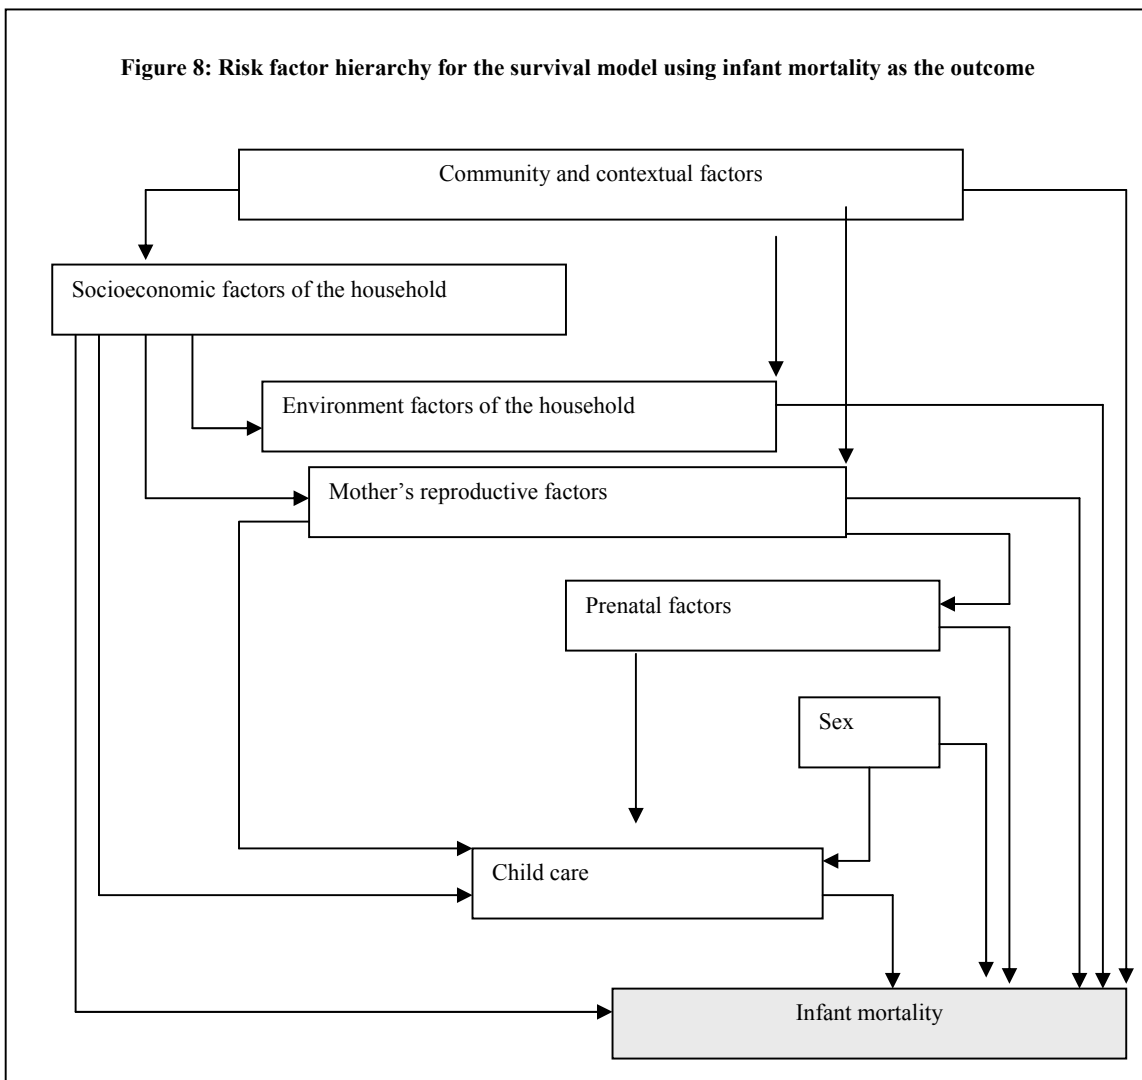 Figure 8: Risk factor hierarchy for the survival model using infant mortality as the outcome
Community and contextual factors
Socioeconomic factors of the household
Environment factors of the household
Mother’s reproductive factors
Prenatal factors
Sex
Child care
Infant mortality